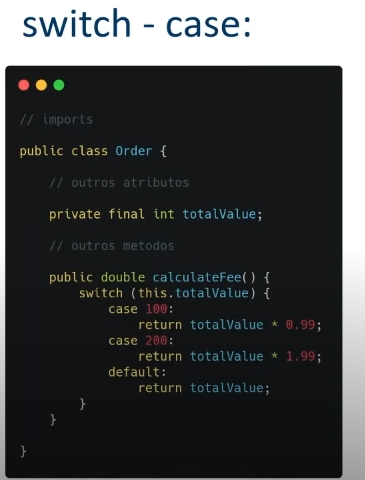 switch - case:
// imports
public class Order {
// outros atributos
private final int totalValue;
// outros metodos
public double calculateFee() {
switch (this.totalValue) {
case 100:
return totalValue * 0.99;
case 200:
return totalValue * 1.99;
default:
return totalValue;
}
}
}